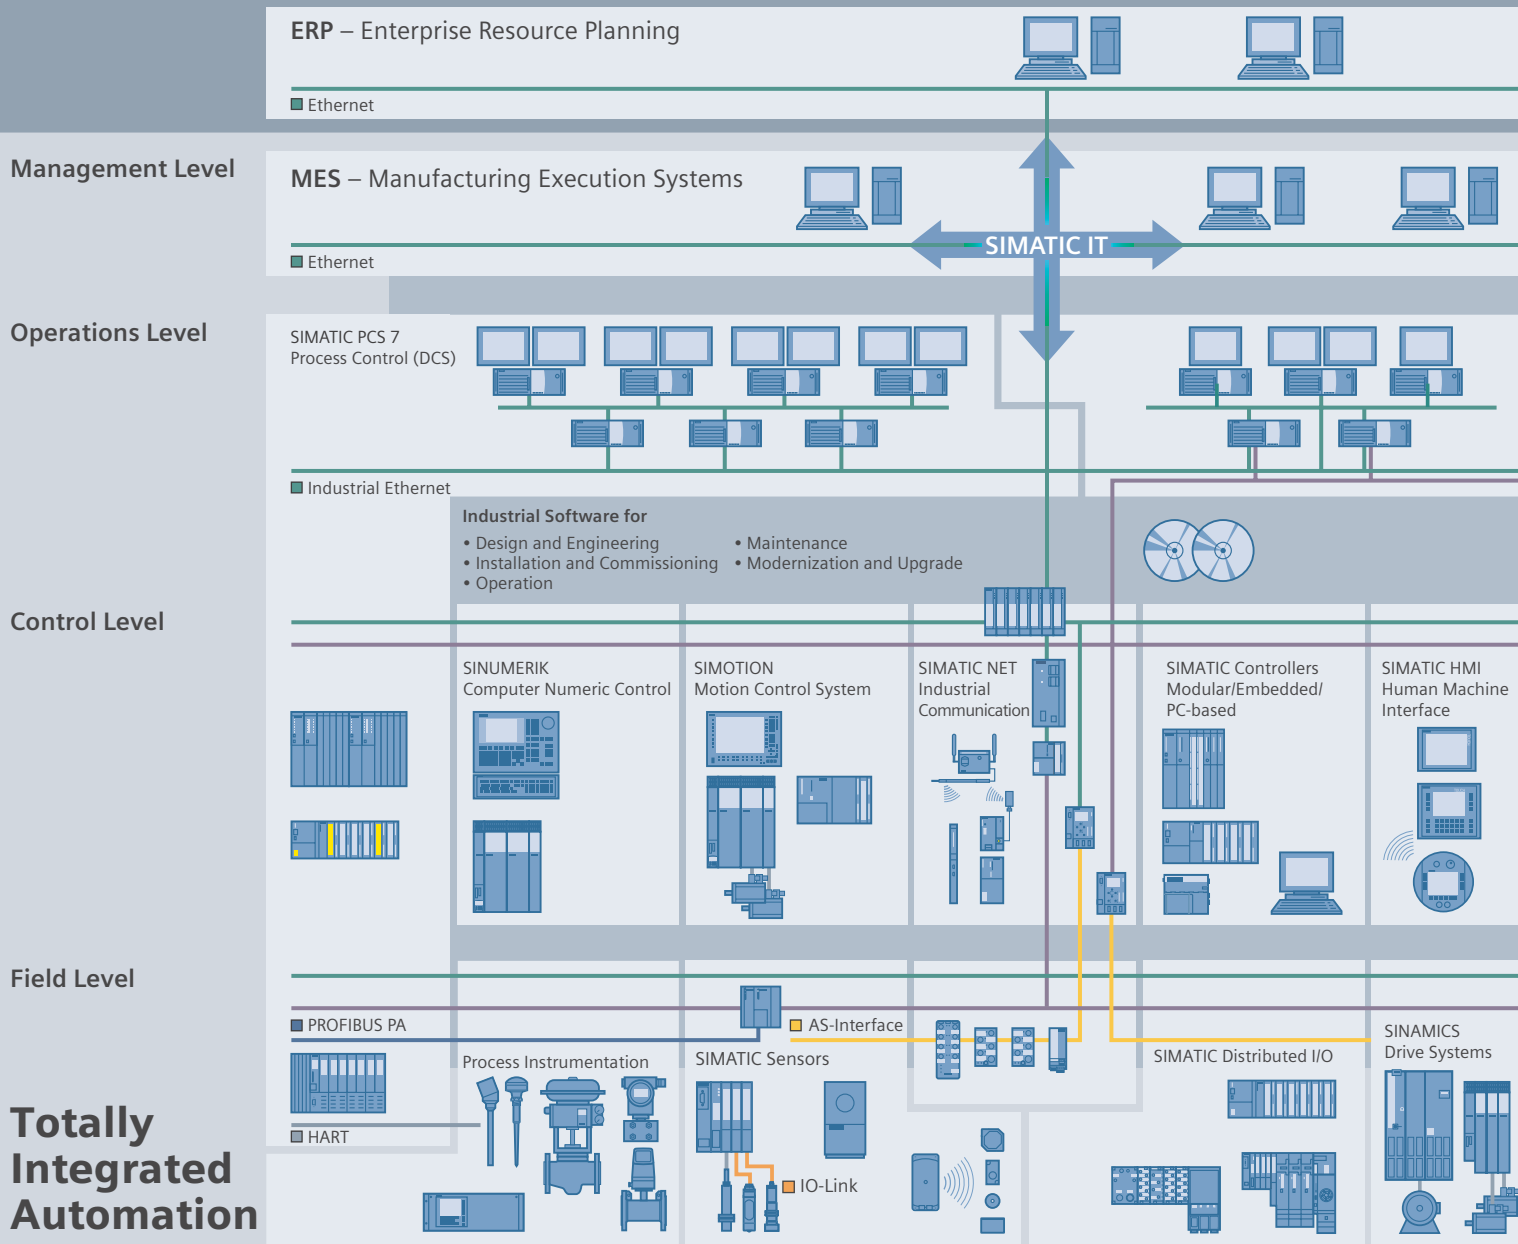 ERP – Enterprise Resource Planning
Ethernet
Management Level
MES – Manufacturing Execution Systems
SIMATIC IT
Ethernet
Operations Level
SIMATIC PCS 7
Process Control (DCS)
Industrial Ethernet
Industrial Software for
• Design and Engineering
• Installation and Commissioning
• Operation
• Maintenance
• Modernization and Upgrade
Control Level
SINUMERIK
Computer Numeric Control
SIMOTION
Motion Control System
SIMATIC NET
Industrial
Communication
SIMATIC Controllers
Modular/Embedded/
PC-based
SIMATIC HMI
Human Machine
Interface
Field Level
PROFIBUS PA
AS-Interface
Process Instrumentation
SIMATIC Sensors
SIMATIC Distributed I/O
SINAMICS
Drive Systems
HART
IO-Link
Totally
Integrated
Automation